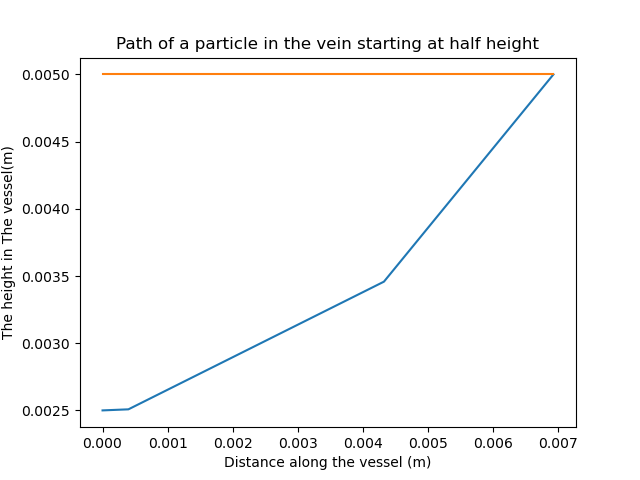 Path of a particle in the vein starting at half height
The height in The vessel(m)
0.0050
0.0045
0.0040
0.0035
0.0030
0.0025
0.000 0.001 0.002 0.003 0.004 0.005 0.006 0.007
Distance along the vessel (m)